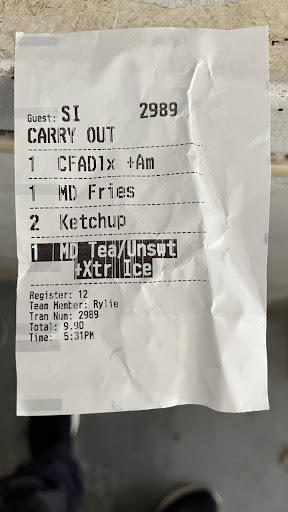 Guest: SI 2989
CARRY OUT
1 CFAD1x +Am
1 MD Fries
2 Ketchup
1 MD Tea/Unswt
+Xtr Ice
Register: 12
Team Member: Rylie
Tran Num: 2989
Total: 9.90
Time: 5:31PM